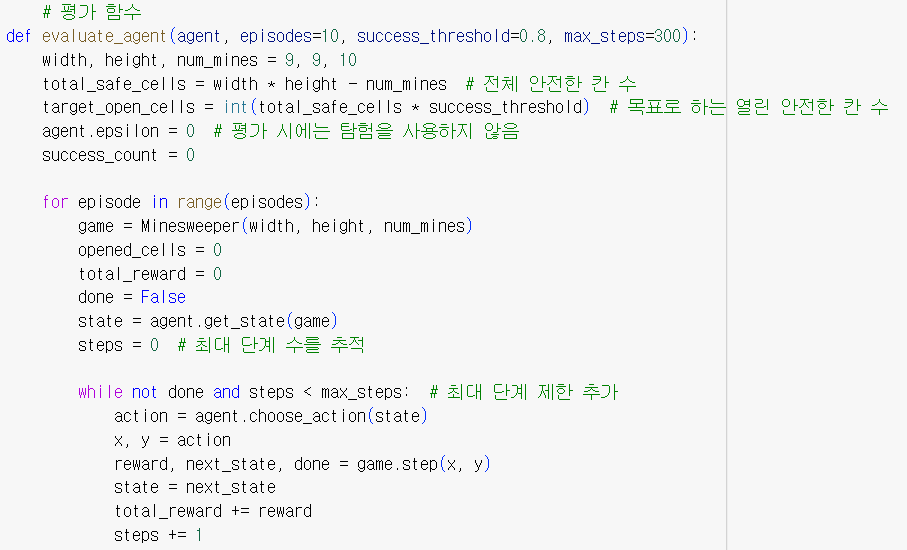 # 평가 함수
def evaluate_agent(agent, episodes=10, success_threshold=0.8, max_steps=300):
width, height, num_mines = 9, 9, 10
total_safe_cells = width * height - num_mines # 전체 안전한 칸 수
target_open_cells = int(total_safe_cells * success_threshold) # 목표로 하는 열린 안전한 칸 수
agent.epsilon = 0 # 평가 시에는 탐험을 사용하지 않음
success_count = 0
for episode in range(episodes):
game = Minesweeper(width, height, num_mines)
opened_cells = 0
total_reward = 0
done = False
state = agent.get_state(game)
steps = 0 # 최대 단계 수를 추적
while not done and steps < max_steps: # 최대 단계 제한 추가
action = agent.choose_action(state)
x, y = action
reward, next_state, done = game.step(x, y)
state = next_state
total_reward += reward
steps += 1